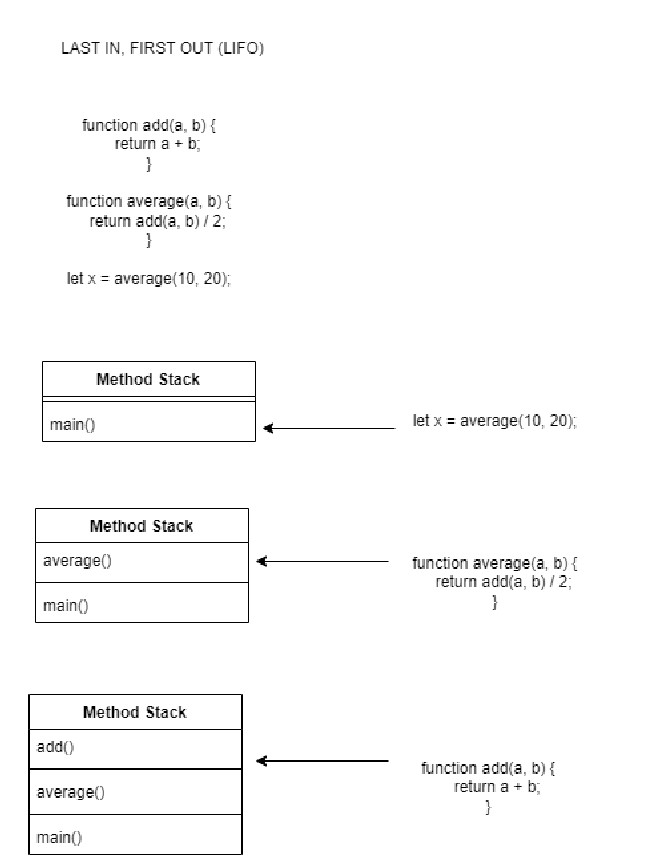 LAST IN, FIRST OUT (LIFO)
function add(a, b) {
return a + b;
}
function average(a, b) {
return add(a, b) / 2;
}
let x = average(10, 20);
Method Stack
main()
let x = average(10, 20);
Method Stack
average()
main()
function average(a, b) {
return add(a, b) / 2;
}
Method Stack
add()
average()
main()
function add(a, b) {
return a + b;
}